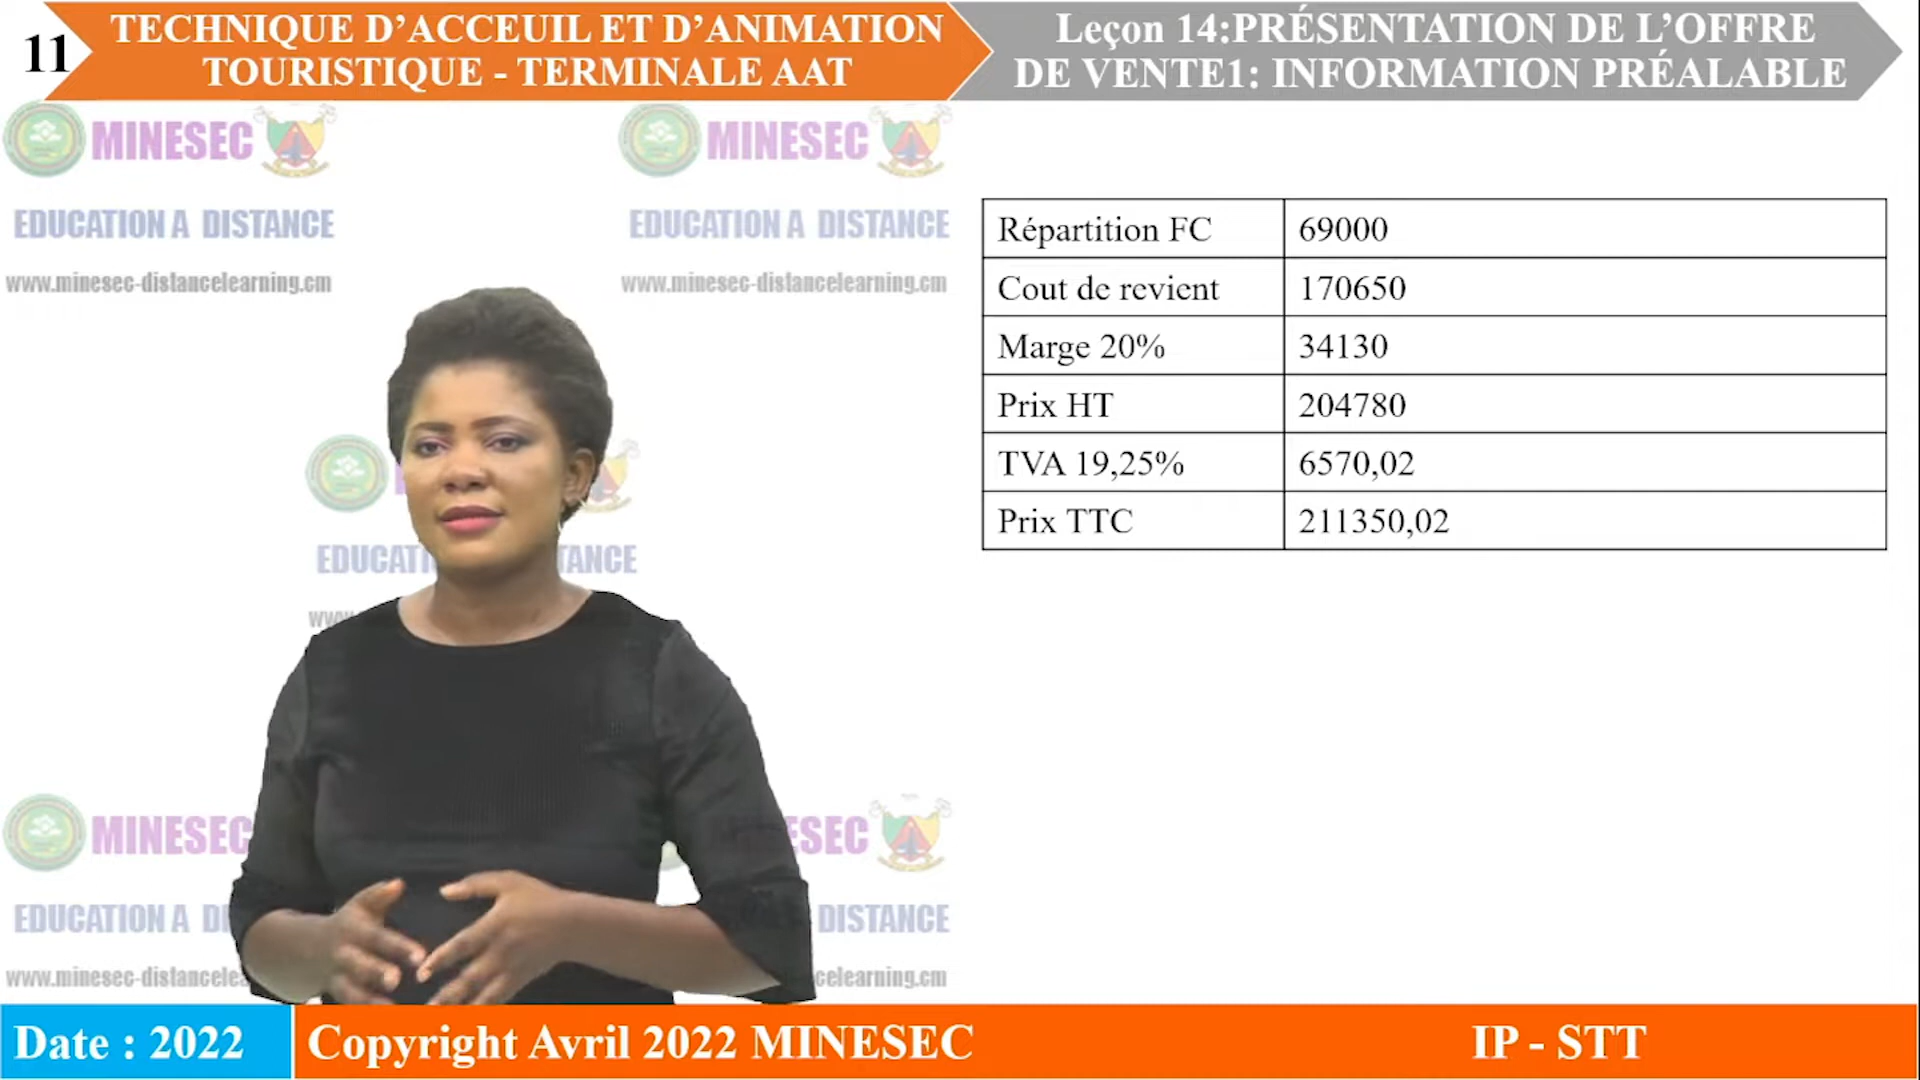 11
TECHNIQUE D’ACCEUIL ET D’ANIMATION
TOURISTIQUE - TERMINALE AAT
Leçon 14:PRÉSENTATION DE L’OFFRE
DE VENTE1: INFORMATION PRÉALABLE
MINESEC
EDUCATION A DISTANCE
www.minesec-distancelearning.cm
MINESEC
EDUCATION A DISTANCE
www.minesec-distancelearning.cm
Répartition FC 69000
Cout de revient 170650
Marge 20% 34130
Prix HT 204780
TVA 19,25% 6570,02
Prix TTC 211350,02
MINESEC
Date : 2022
Copyright Avril 2022 MINESEC
IP - STT